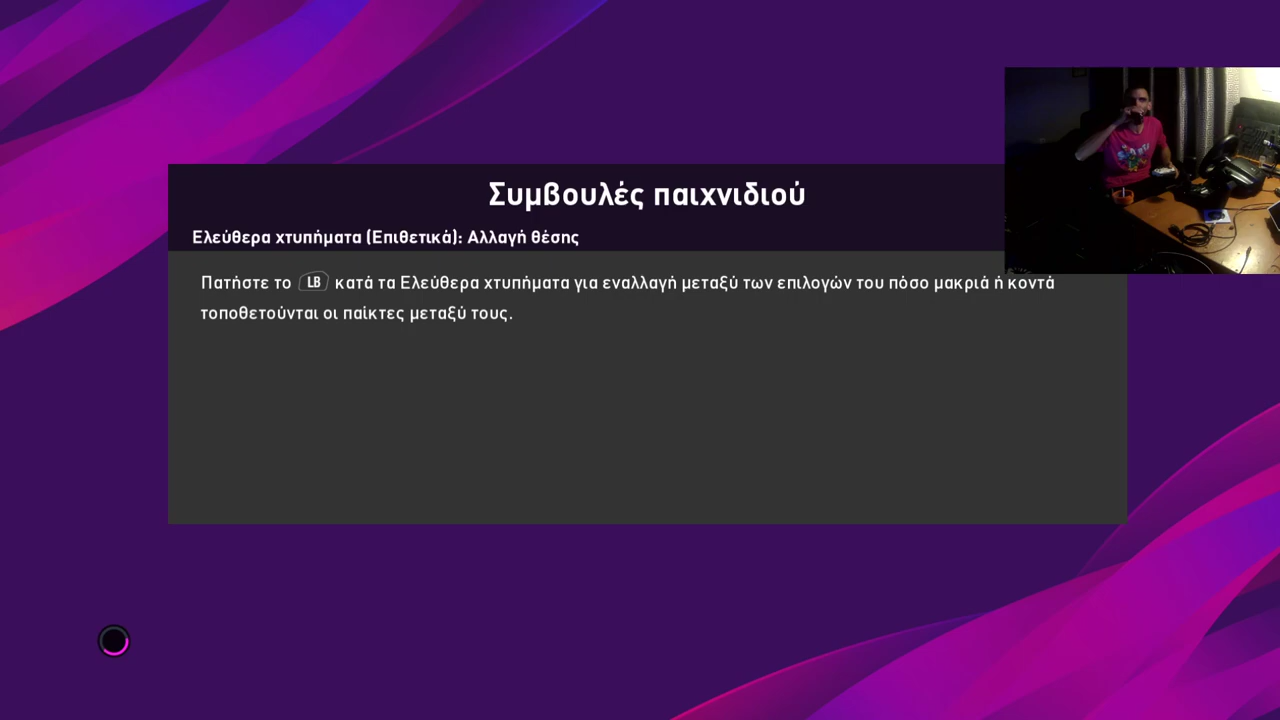 Συμβουλές παιχνιδιού
Ελεύθερα χτυπήματα (Επιθετικά): Αλλαγή θέσης
Πατήστε το LB κατά τα Ελεύθερα χτυπήματα για εναλλαγή μεταξύ των επιλογών του πόσο μακριά ή κοντά
τοποθετούνται οι παίκτες μεταξύ τους.